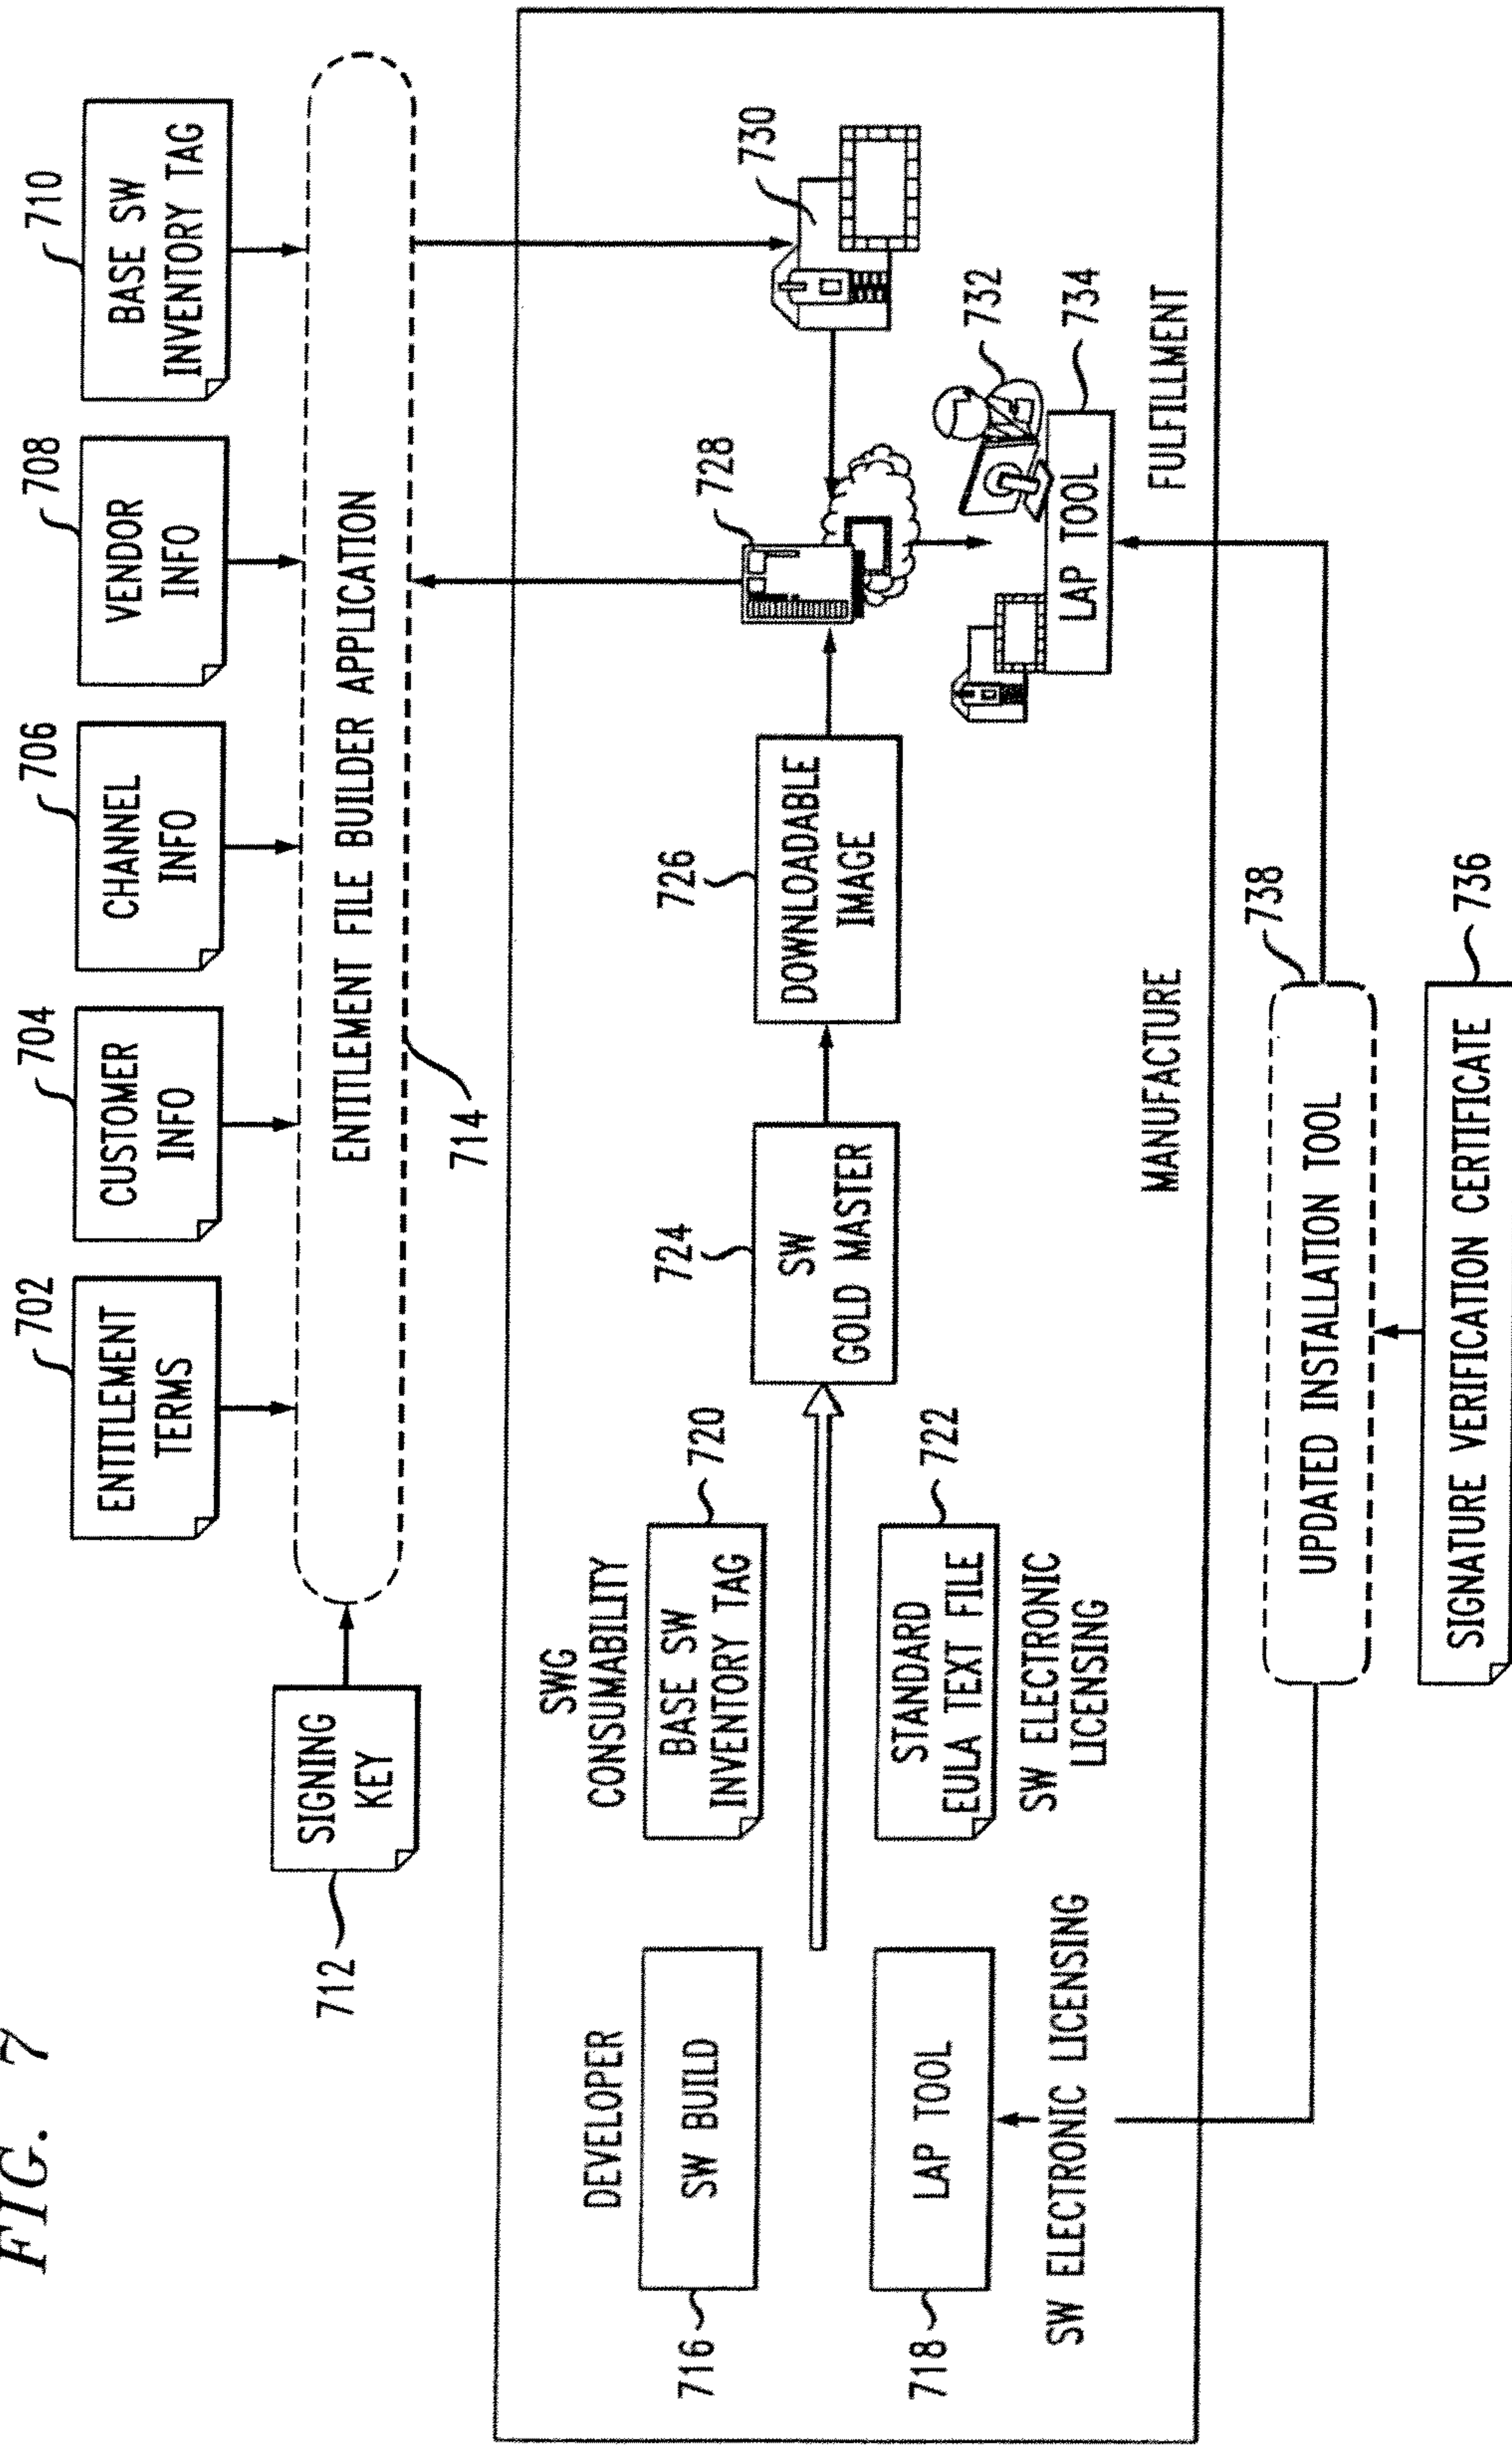 FIG. 7
702
ENTITLEMENT
TERMS
704
CUSTOMER
INFO
706
CHANNEL
INFO
708
VENDOR
INFO
710
BASE SW
INVENTORY TAG
712
SIGNING
KEY
ENTITLEMENT FILE BUILDER APPLICATION
714
DEVELOPER
716
SW BUILD
718
LAP TOOL
SW ELECTRONIC LICENSING
SWG
CONSUMABILITY
720
BASE SW
INVENTORY TAG
722
STANDARD
EULA TEXT FILE
SW ELECTRONIC
LICENSING
724
SW
GOLD MASTER
726
DOWNLOADABLE
IMAGE
728
730
732
734
LAP TOOL
MANUFACTURE
FULFILLMENT
738
UPDATED INSTALLATION TOOL
736
SIGNATURE VERIFICATION CERTIFICATE